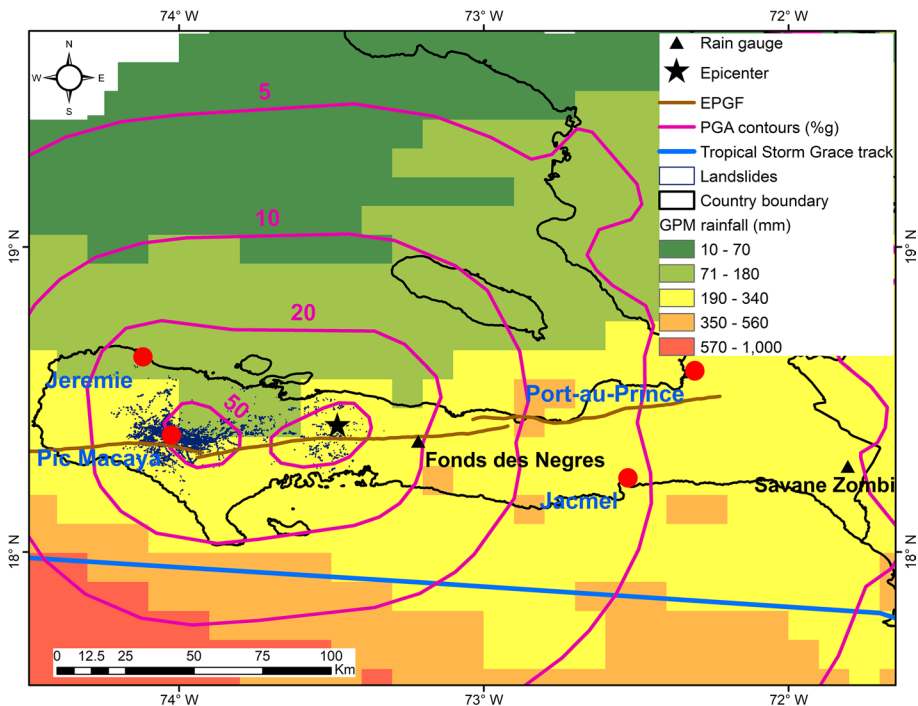 74° W 73° W 72° W
N
W E
S
Rain gauge
Epicenter
EPGF
PGA contours (%g)
Tropical Storm Grace track
Landslides
Country boundary
GPM rainfall (mm)
10 - 70
71 - 180
190 - 340
350 - 560
570 - 1,000
5
10
20
50
19° N 19° N
Jeremie
Port-au-Prince
Pic Macaya
Fonds des Negres
Savane Zombi
Jacmel
18° N 18° N
0 12.5 25 50 75 100
Km
74° W 73° W 72° W